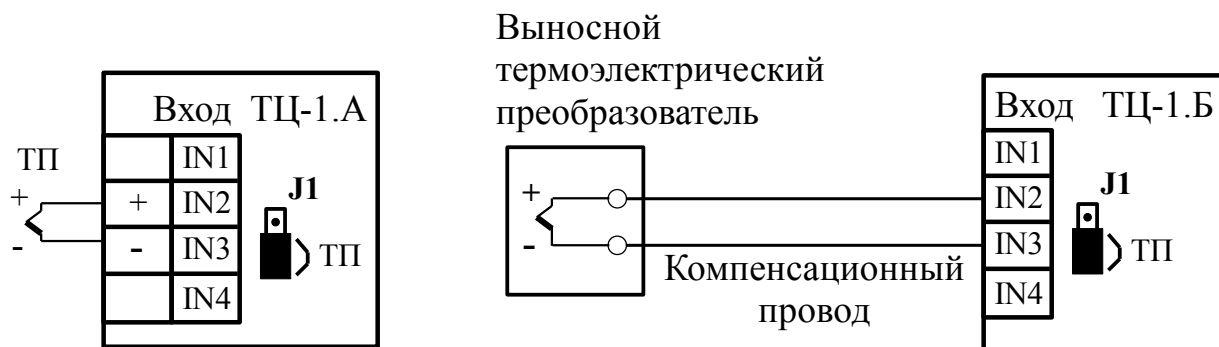 Вход ТЦ-1.А
ТП
IN1
+
+
IN2
J1
-
-
IN3
ТП
IN4
Выносной
термоэлектрический
преобразователь
+
-
Компенсационный
провод
Вход ТЦ-1.Б
IN1
IN2
J1
IN3
ТП
IN4